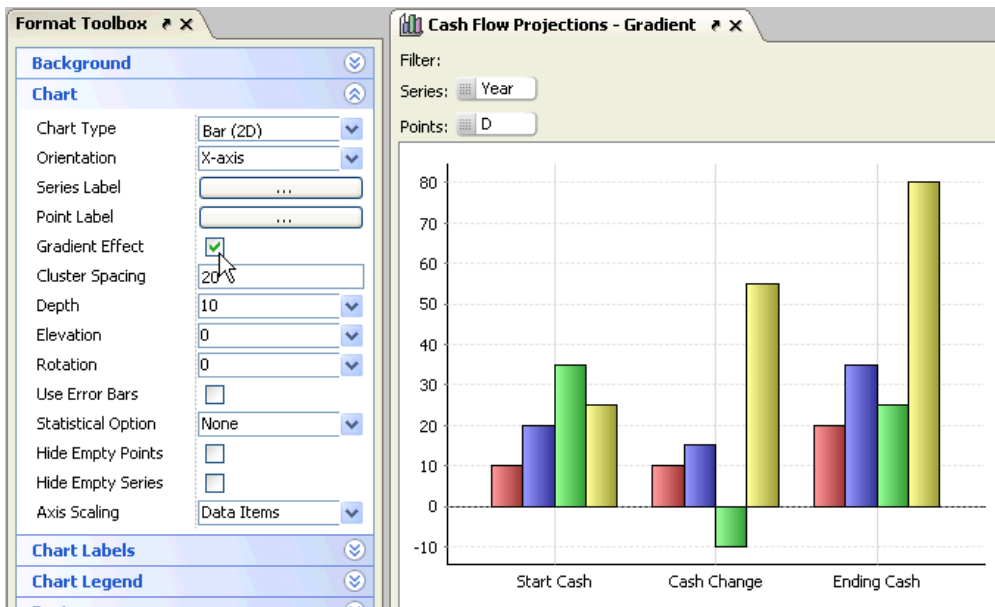 Format Toolbox
Background
Chart
Chart Type Bar (2D)
Orientation X-axis
Series Label ...
Point Label ...
Gradient Effect
Cluster Spacing 20
Depth 10
Elevation 0
Rotation 0
Use Error Bars
Statistical Option None
Hide Empty Points
Hide Empty Series
Axis Scaling Data Items
Chart Labels
Chart Legend
Cash Flow Projections - Gradient
Filter:
Series: Year
Points: D
80
70
60
50
40
30
20
10
0
-10
Start Cash Cash Change Ending Cash